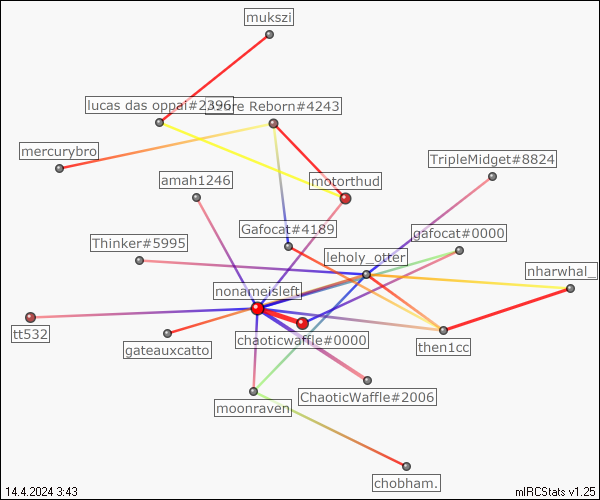 mukszi
lucas das oppai#2396
ore Reborn#4243
mercurybro
TripleMidget#8824
amah1246
motorthud
Gafocat#4189
gafocat#0000
Thinker#5995
leholy_otter
nharwhal_
nonameisleft
tt532
chaoticwaffle#0000
gateauxcatto
then1cc
ChaoticWaffle#2006
moonraven
chobham.
14.4.2024 3:43
mIRCStats v1.25